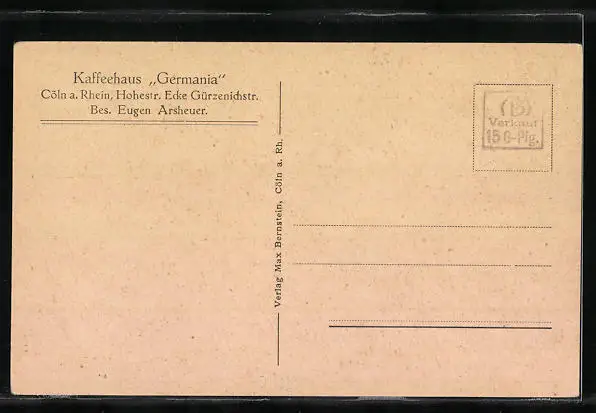 Kaffeehaus „Germania“
Cöln a. Rhein, Hohestr. Ecke Gürzenichstr.
Bes. Eugen Arsheuer.
Verlag Max Bernstein, Cöln a. Rh.
Verkauf
15 G-Pfg.